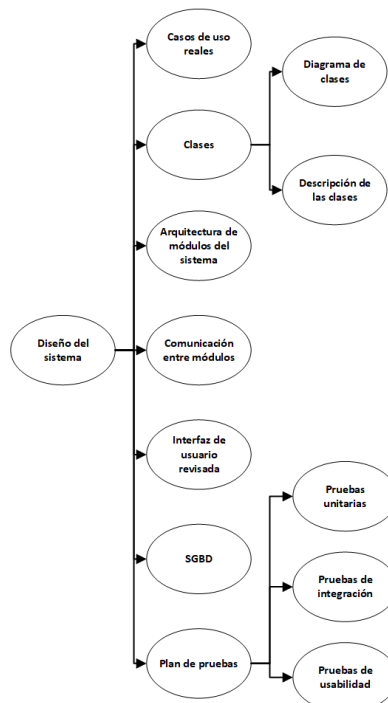 Casos de uso
reales
Diagrama de
clases
Clases
Descripción de
las clases
Arquitectura de
módulos del
sistema
Diseño del
sistema
Comunicación
entre módulos
Interfaz de
usuario
revisada
Pruebas
unitarias
SGBD
Pruebas de
integración
Plan de pruebas
Pruebas de
usabilidad